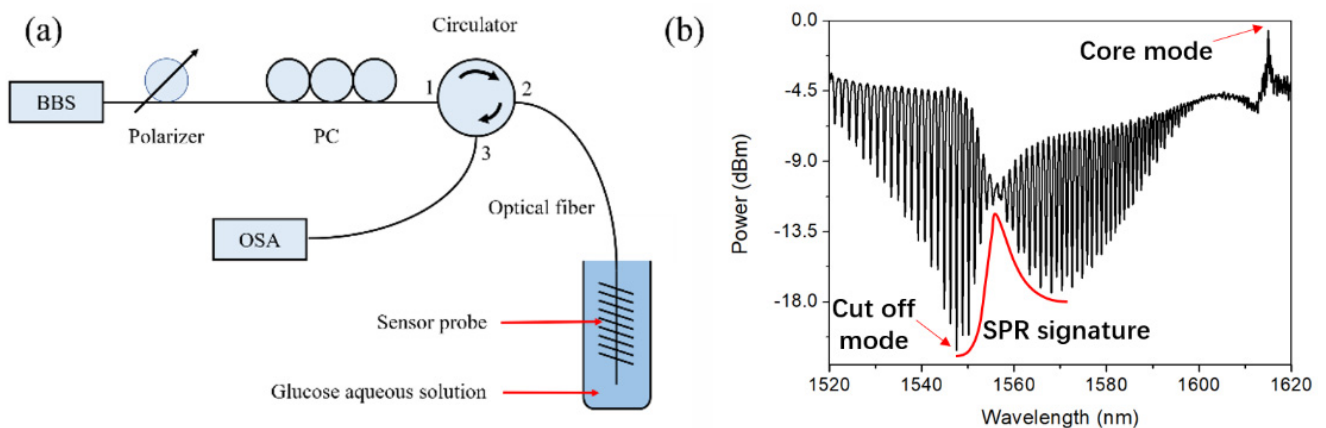 (a)
Circulator
BBS
Polarizer
PC
1
2
3
Optical fiber
OSA
Sensor probe
Glucose aqueous solution
(b)
Core mode
Cut off
mode
SPR signature
Power (dBm)
0.0
-4.5
-9.0
-13.5
-18.0
1520
1540
1560
1580
1600
1620
Wavelength (nm)